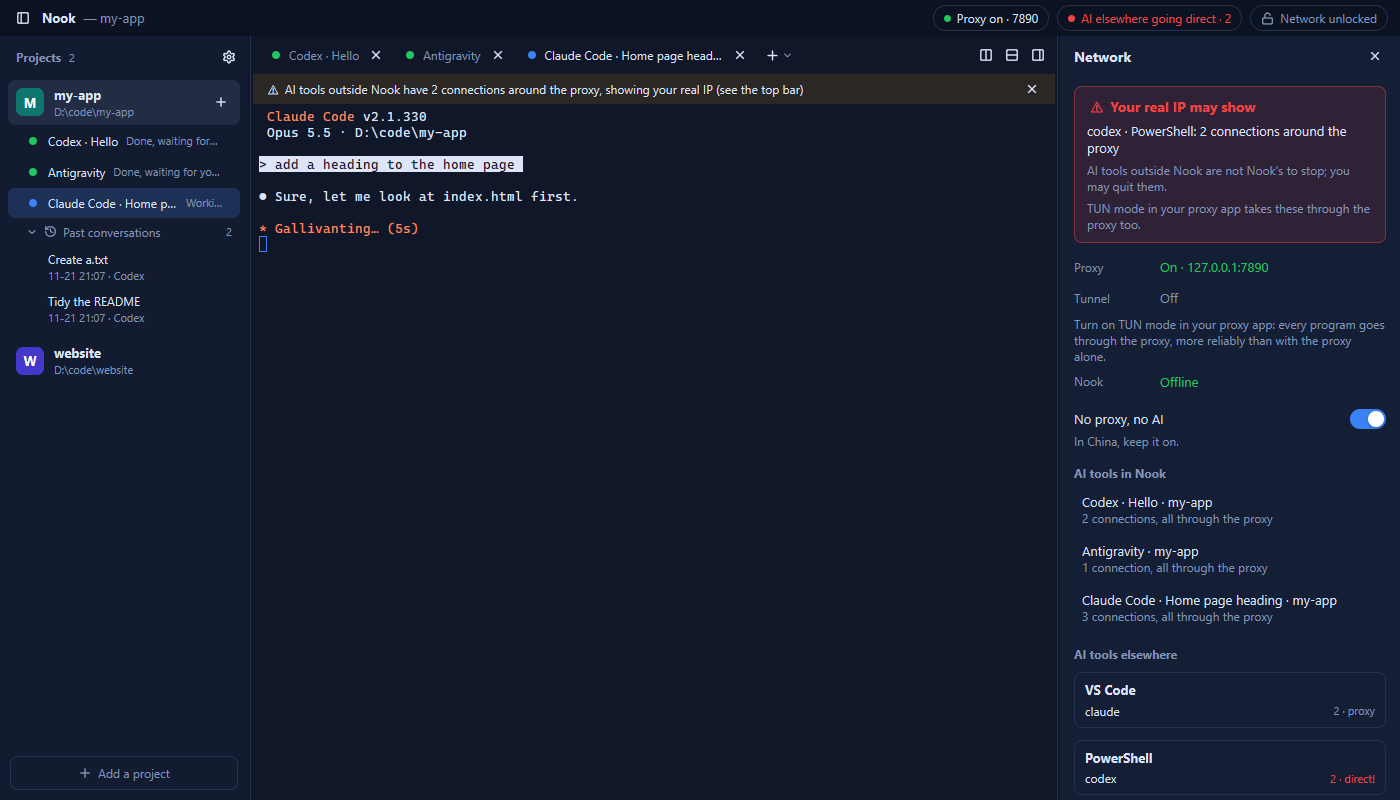 Nook — my-app
Proxy on · 7890
AI elsewhere going direct · 2
Network unlocked
Projects 2
M
my-app
D:\code\my-app
Codex · Hello Done, waiting for...
Antigravity Done, waiting for yo...
Claude Code · Home p... Worki...
Past conversations 2
Create a.txt
11-21 21:07 · Codex
Tidy the README
11-21 21:07 · Codex
W
website
D:\code\website
Add a project
Codex · Hello
Antigravity
Claude Code · Home page head...
AI tools outside Nook have 2 connections around the proxy, showing your real IP (see the top bar)
Claude Code v2.1.330
Opus 5.5 · D:\code\my-app
> add a heading to the home page
● Sure, let me look at index.html first.
* Gallivanting… (5s)
Network
Your real IP may show
codex · PowerShell: 2 connections around the
proxy
AI tools outside Nook are not Nook's to stop; you
may quit them.
TUN mode in your proxy app takes these through the
proxy too.
Proxy On · 127.0.0.1:7890
Tunnel Off
Turn on TUN mode in your proxy app: every program goes
through the proxy, more reliably than with the proxy
alone.
Nook Offline
No proxy, no AI
In China, keep it on.
AI tools in Nook
Codex · Hello · my-app
2 connections, all through the proxy
Antigravity · my-app
1 connection, all through the proxy
Claude Code · Home page heading · my-app
3 connections, all through the proxy
AI tools elsewhere
VS Code
claude 2 · proxy
PowerShell
codex 2 · direct!